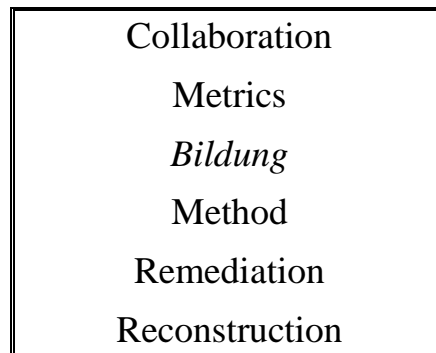 Collaboration
Metrics
Bildung
Method
Remediation
Reconstruction